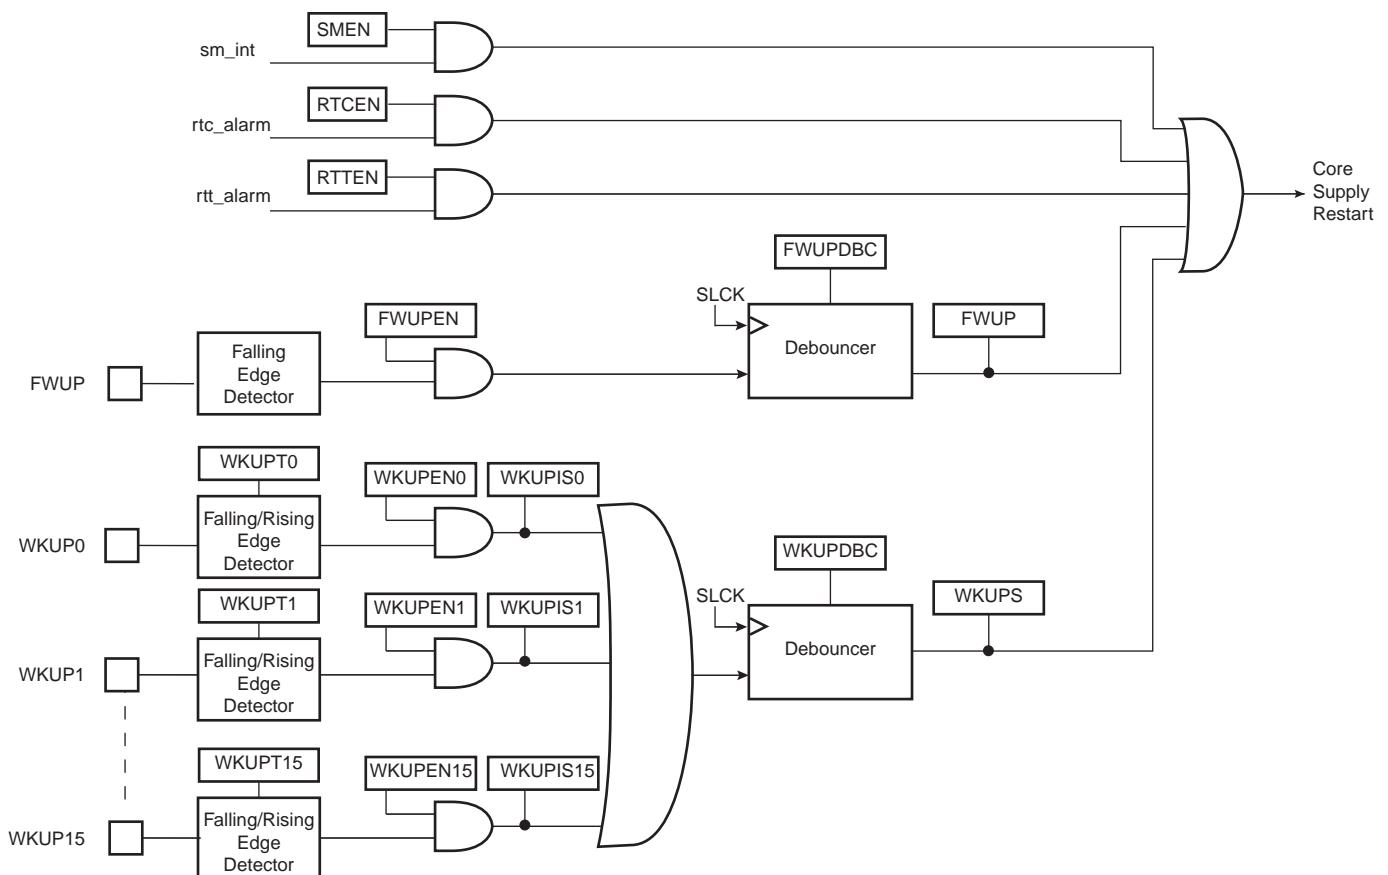 SMEN
sm_int
RTCEN
rtc_alarm
RTTEN
rtt_alarm
Core
Supply
Restart
FWUPDBC
SLCK
FWUPEN
FWUP
Debouncer
Falling
Edge
Detector
FWUP
WKUPT0
WKUPEN0
WKUPIS0
Falling/Rising
Edge
Detector
WKUP0
WKUPDBC
SLCK
WKUPT1
WKUPEN1
WKUPIS1
WKUPS
Debouncer
Falling/Rising
Edge
Detector
WKUP1
WKUPT15
WKUPEN15
WKUPIS15
Falling/Rising
Edge
Detector
WKUP15